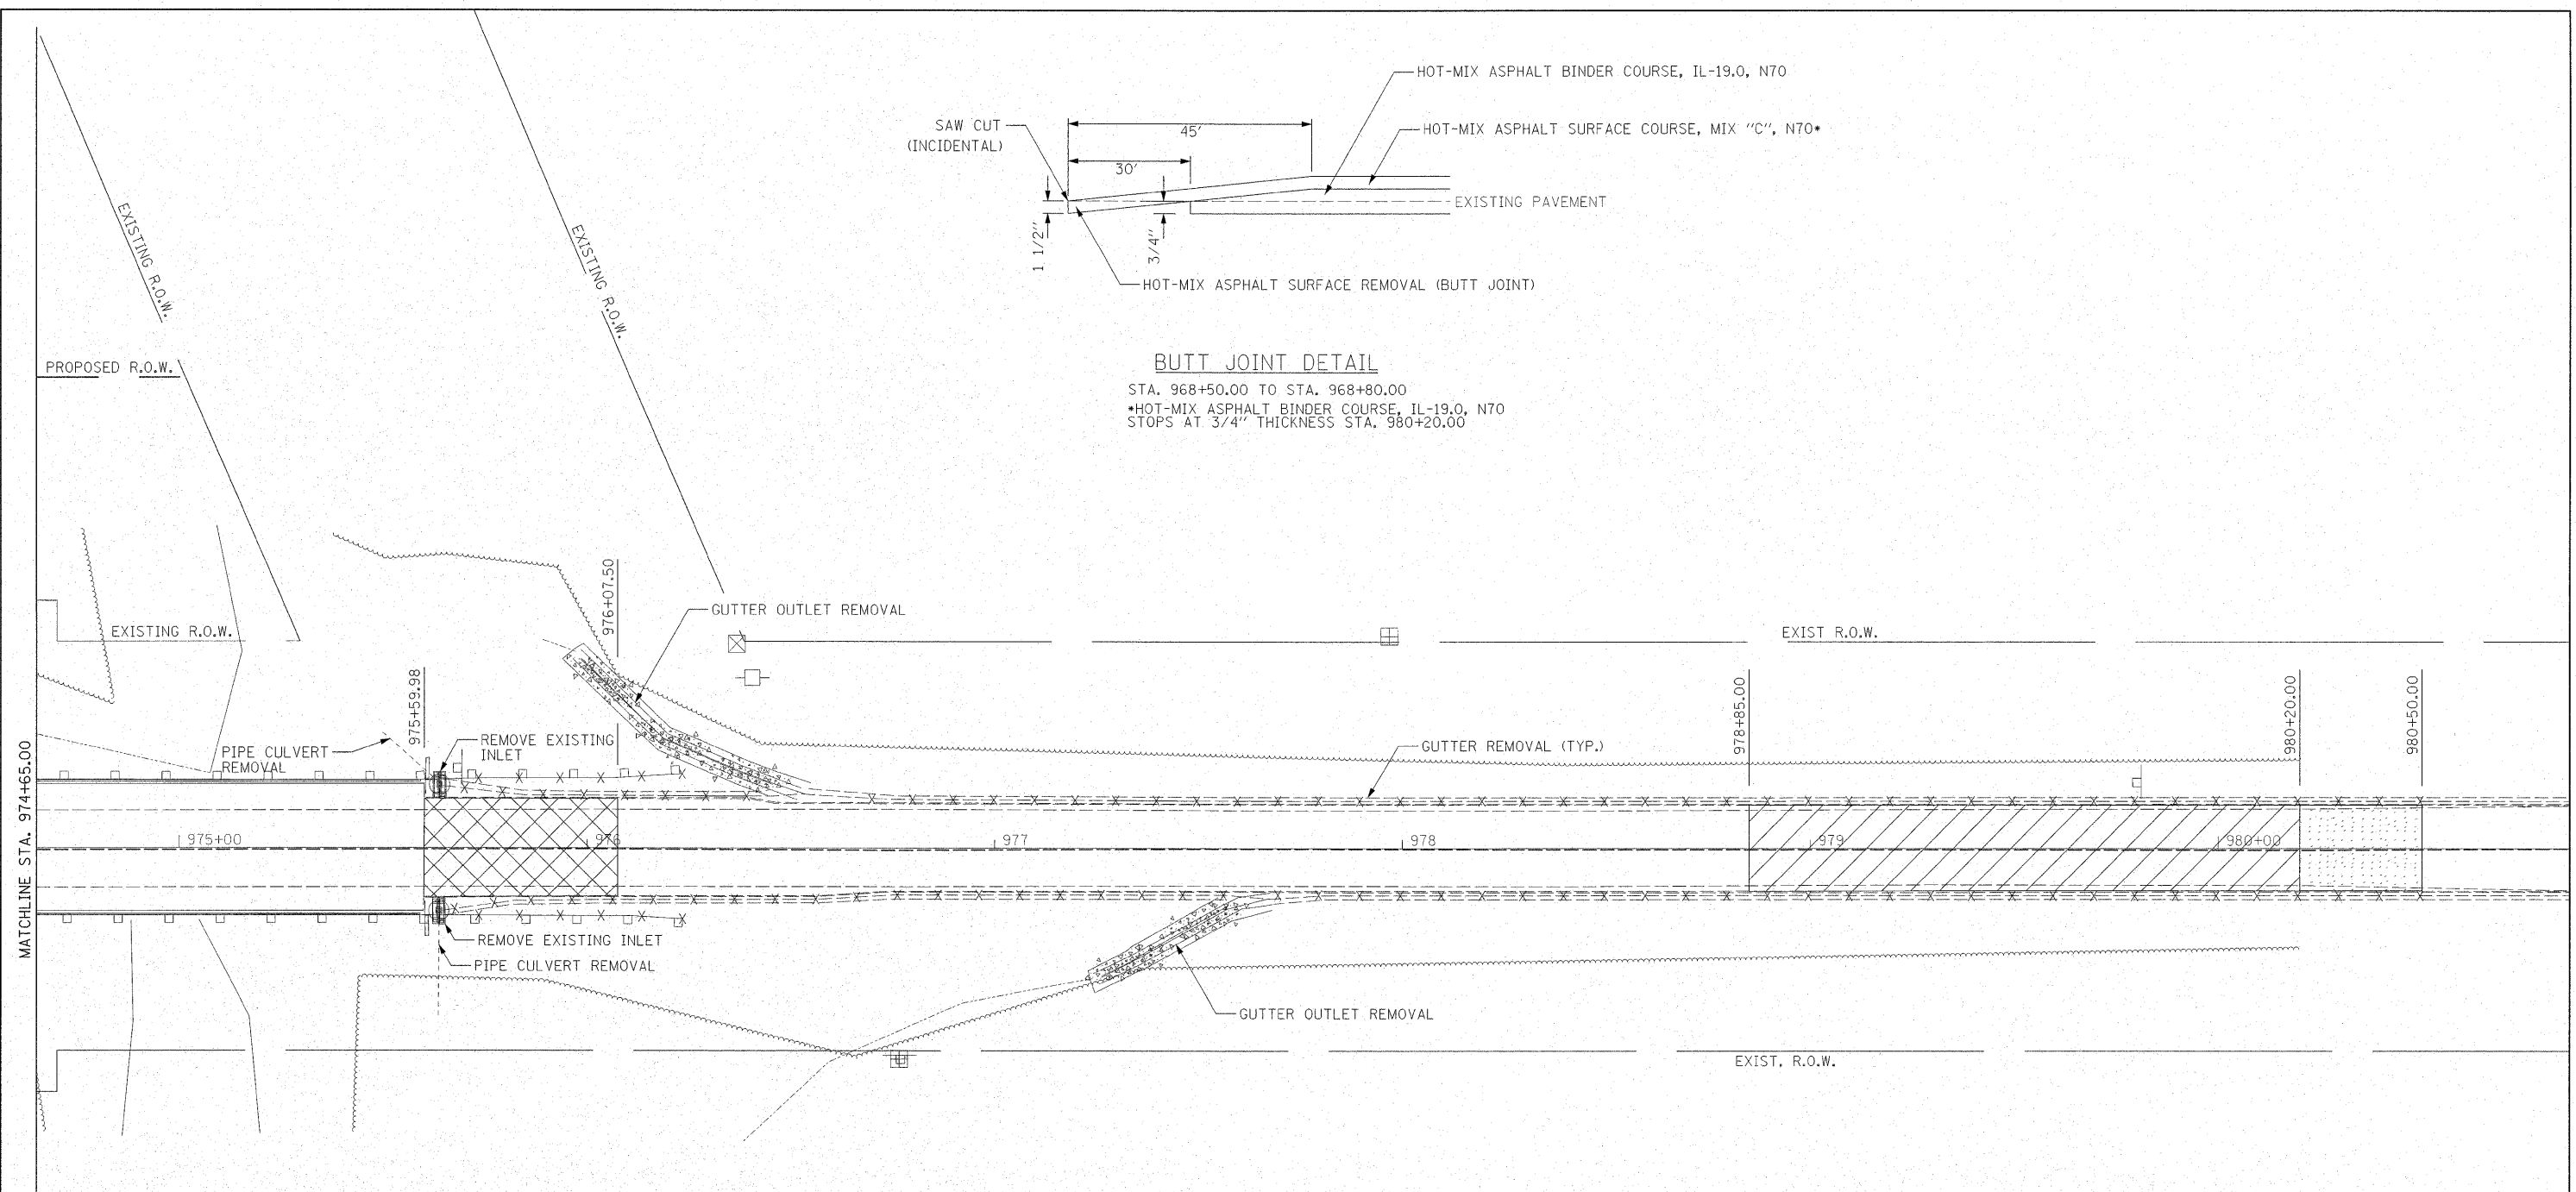 HOT-MIX ASPHALT BINDER COURSE, IL-19.0, N70
SAW CUT
(INCIDENTAL)
45'
HOT-MIX ASPHALT SURFACE COURSE, MIX "C", N70*
30'
EXISTING PAVEMENT
1 1/2"
3/4"
HOT-MIX ASPHALT SURFACE REMOVAL (BUTT JOINT)
BUTT JOINT DETAIL
STA. 968+50.00 TO STA. 968+80.00
*HOT-MIX ASPHALT BINDER COURSE, IL-19.0, N70
STOPS AT 3/4" THICKNESS STA. 980+20.00
EXISTING R.O.W.
EXISTING R.O.W.
PROPOSED R.O.W.
EXISTING R.O.W.
976+07.50
GUTTER OUTLET REMOVAL
EXIST R.O.W.
975+59.98
978+85.00
980+20.00
980+50.00
PIPE CULVERT
REMOVAL
REMOVE EXISTING
INLET
GUTTER REMOVAL (TYP.)
MATCHLINE STA. 974+65.00
975+00
976
977
978
979
980+00
REMOVE EXISTING INLET
PIPE CULVERT REMOVAL
GUTTER OUTLET REMOVAL
EXIST. R.O.W.